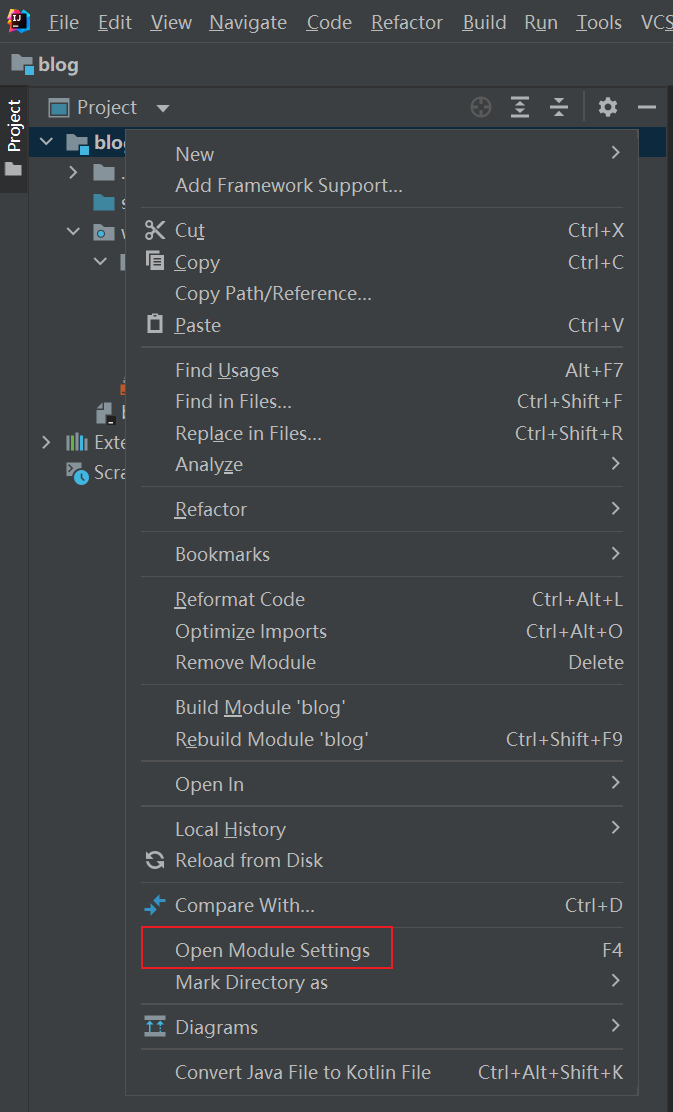 File Edit View Navigate Code Refactor Build Run Tools VCS
blog
Project
Project
New
Add Framework Support...
Cut Ctrl+X
Copy Ctrl+C
Copy Path/Reference...
Paste Ctrl+V
Find Usages Alt+F7
Find in Files... Ctrl+Shift+F
Replace in Files... Ctrl+Shift+R
Analyze
Refactor
Bookmarks
Reformat Code Ctrl+Alt+L
Optimize Imports Ctrl+Alt+O
Remove Module Delete
Build Module 'blog'
Rebuild Module 'blog' Ctrl+Shift+F9
Open In
Local History
Reload from Disk
Compare With... Ctrl+D
Open Module Settings F4
Mark Directory as
Diagrams
Convert Java File to Kotlin File Ctrl+Alt+Shift+K